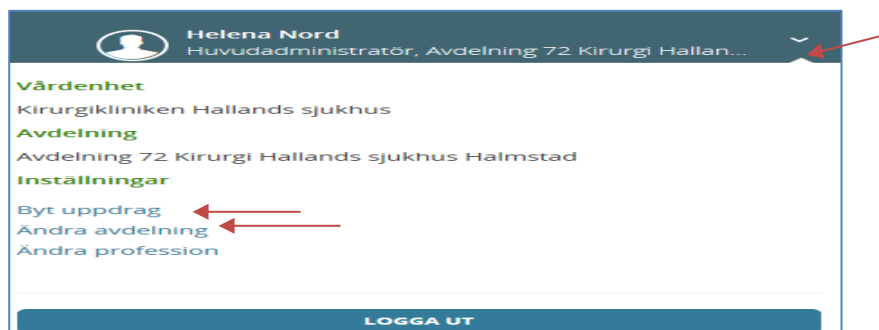 Helena Nord
Huvudadministratör, Avdelning 72 Kirurgi Hallan...
Vårdenhet
Kirurgikliniken Hallands sjukhus
Avdelning
Avdelning 72 Kirurgi Hallands sjukhus Halmstad
Inställningar
Byt uppdrag
Ändra avdelning
Ändra profession
LOGGA UT